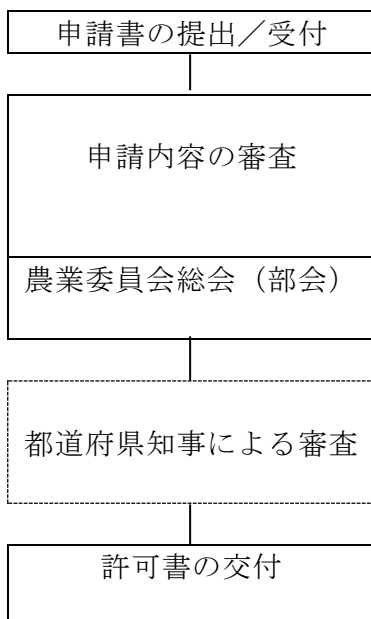 申請書の提出／受付
申請内容の審査
農業委員会総会（部会）
都道府県知事による審査
許可書の交付